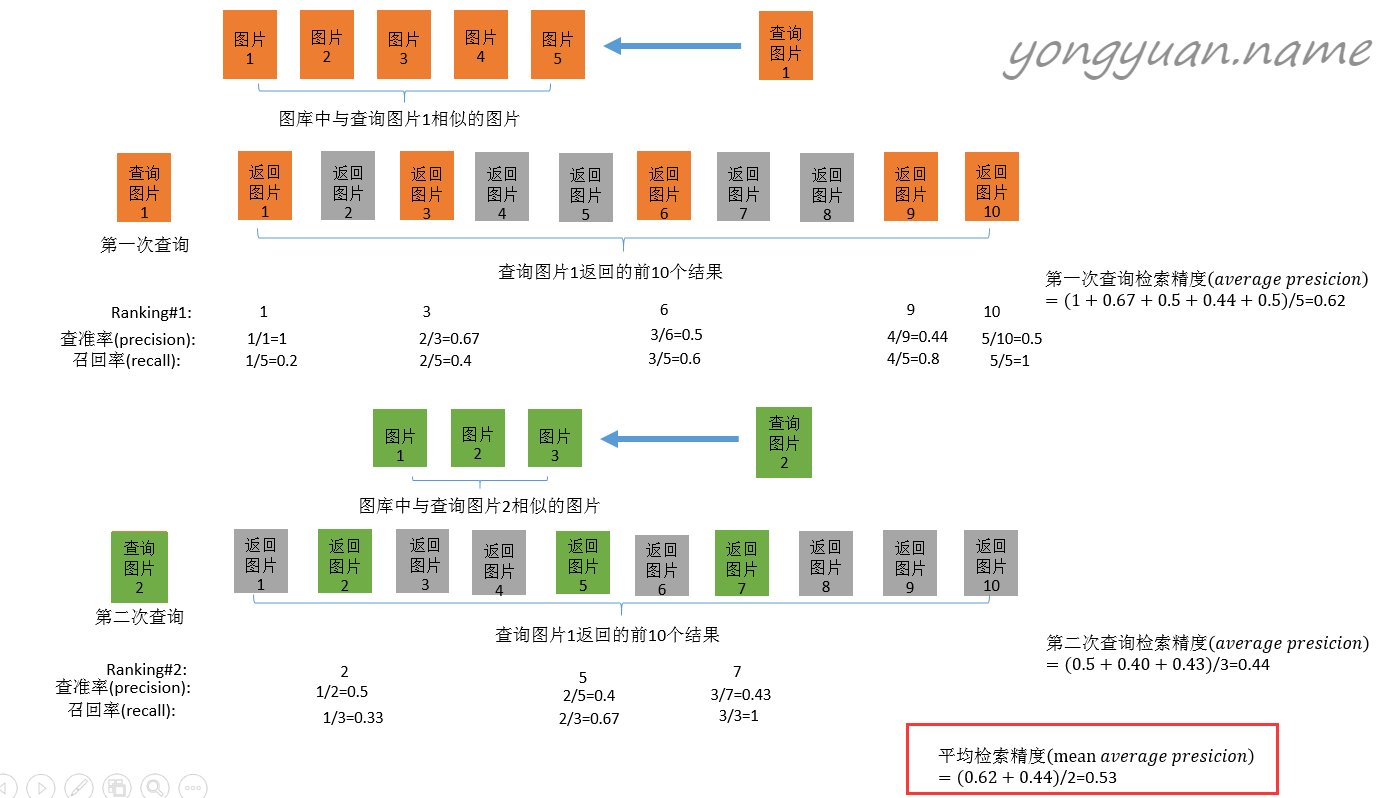 图片 1
图片 2
图片 3
图片 4
图片 5
查询图片 1
yongyuan.name
图库中与查询图片1相似的图片
查询图片 1
返回图片 1
返回图片 2
返回图片 3
返回图片 4
返回图片 5
返回图片 6
返回图片 7
返回图片 8
返回图片 9
返回图片 10
第一次查询
查询图片1返回的前10个结果
第一次查询检索精度(average presicion)
= (1 + 0.67 + 0.5 + 0.44 + 0.5)/5=0.62
Ranking#1: 1 3 6 9 10
查准率(precision): 1/1=1 2/3=0.67 3/6=0.5 4/9=0.44 5/10=0.5
召回率(recall): 1/5=0.2 2/5=0.4 3/5=0.6 4/5=0.8 5/5=1
图片 1
图片 2
图片 3
查询图片 2
图库中与查询图片2相似的图片
查询图片 2
返回图片 1
返回图片 2
返回图片 3
返回图片 4
返回图片 5
返回图片 6
返回图片 7
返回图片 8
返回图片 9
返回图片 10
第二次查询
查询图片1返回的前10个结果
第二次查询检索精度(average presicion)
= (0.5 + 0.40 + 0.43)/3=0.44
Ranking#2: 2 5 7
查准率(precision): 1/2=0.5 2/5=0.4 3/7=0.43
召回率(recall): 1/3=0.33 2/3=0.67 3/3=1
平均检索精度(mean average presicion)
= (0.62 + 0.44)/2=0.53